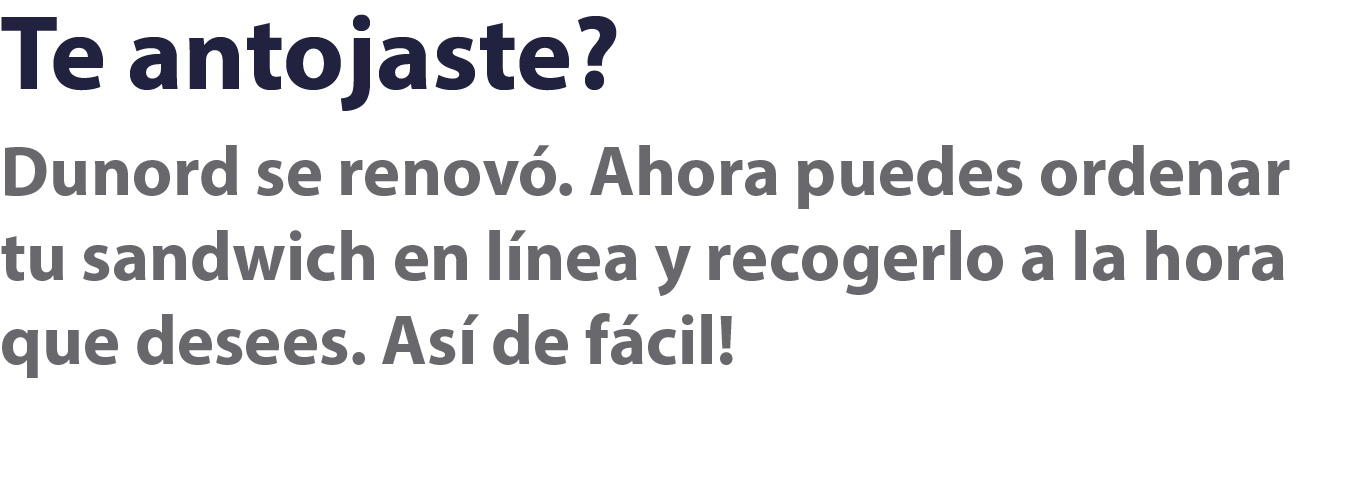 Te antojaste?
Dunord se renovó. Ahora puedes ordenar
tu sandwich en línea y recogerlo a la hora
que desees. Así de fácil!